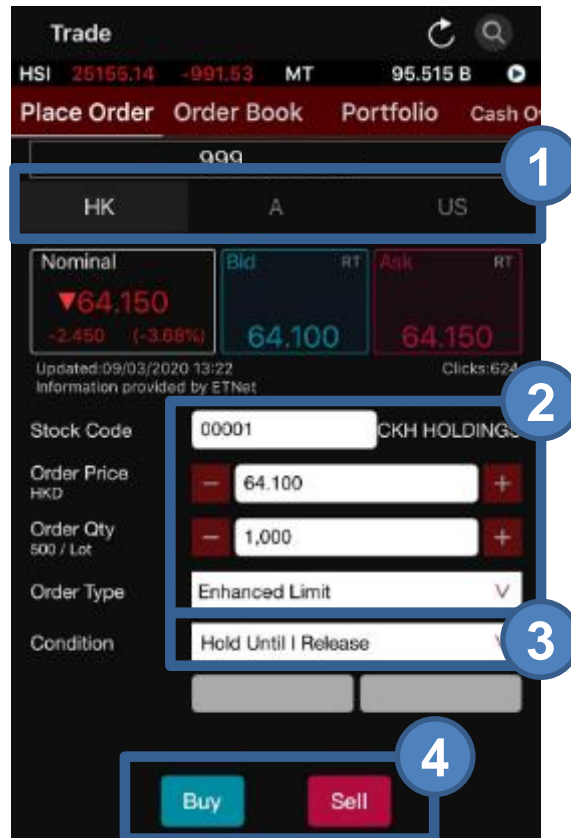 Trade
HSI 25155.14 -991.53 MT 95.515 B
Place Order Order Book Portfolio Cash O
999
1
HK A US
Nominal Bid RT Ask RT
▼64.150
-2.450 (-3.68%) 64.100 64.150
Updated:09/03/2020 13:22 Clicks:624
Information provided by ETNet
2
Stock Code 00001 CKH HOLDINGS
Order Price - 64.100 +
HKD
Order Qty - 1,000 +
500 / Lot
Order Type Enhanced Limit V
Condition Hold Until I Release
3
4
Buy Sell